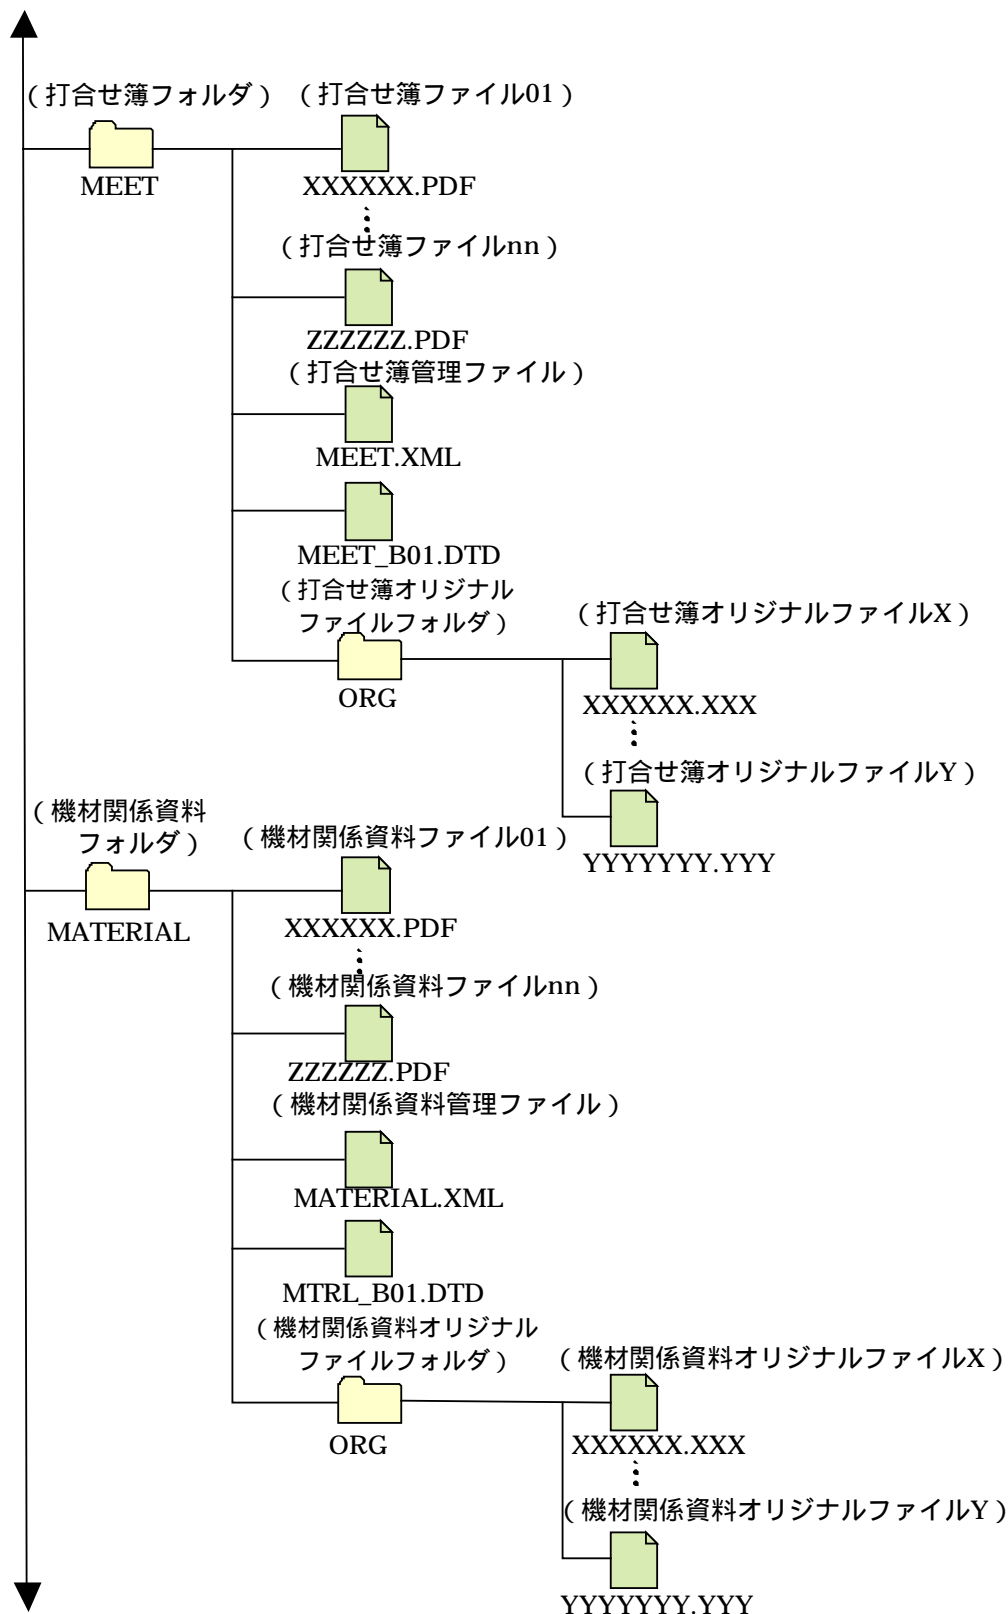 (打合せ簿フォルダ)
(打合せ簿ファイル01)
MEET
XXXXXX.PDF
(打合せ簿ファイルnn)
ZZZZZZ.PDF
(打合せ簿管理ファイル)
MEET.XML
MEET_B01.DTD
(打合せ簿オリジナル
ファイルフォルダ)
ORG
(打合せ簿オリジナルファイルX)
XXXXXX.XXX
(打合せ簿オリジナルファイルY)
YYYYYYY.YYY
(機材関係資料
フォルダ)
MATERIAL
(機材関係資料ファイル01)
XXXXXX.PDF
(機材関係資料ファイルnn)
ZZZZZZ.PDF
(機材関係資料管理ファイル)
MATERIAL.XML
MTRL_B01.DTD
(機材関係資料オリジナル
ファイルフォルダ)
ORG
(機材関係資料オリジナルファイルX)
XXXXXX.XXX
(機材関係資料オリジナルファイルY)
YYYYYYY.YYY